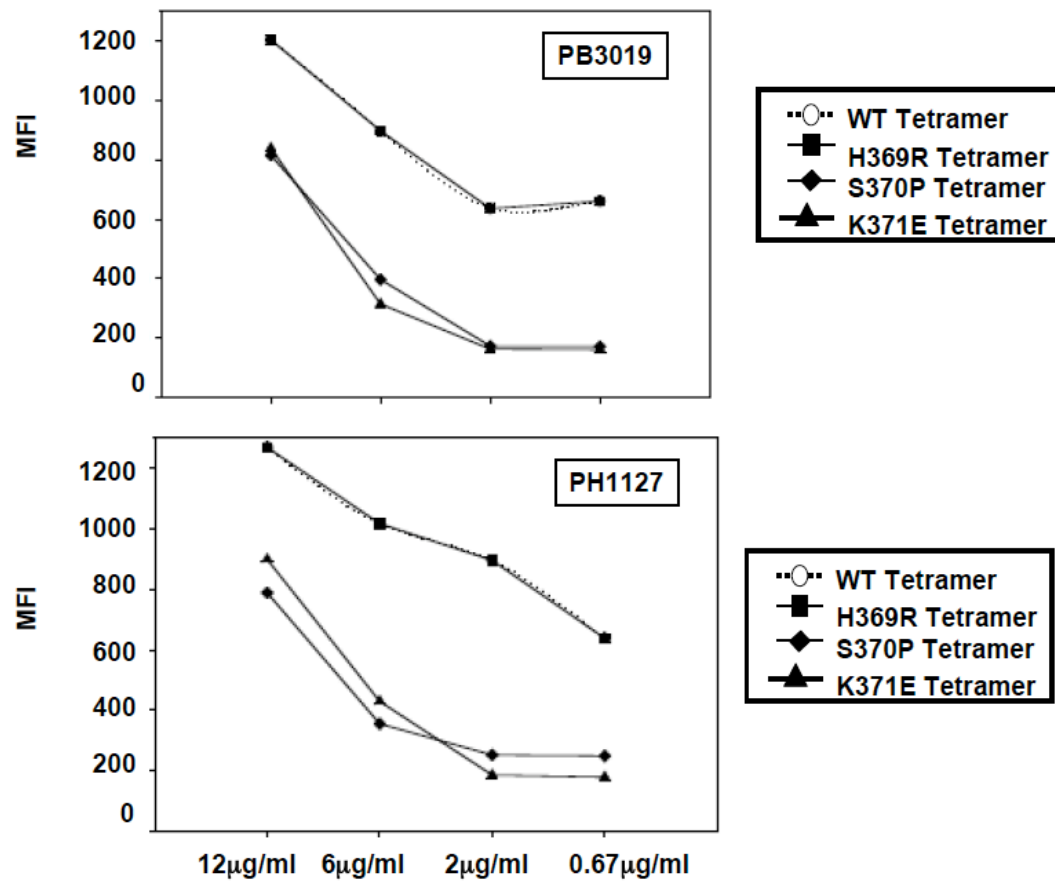 1200
1000
800
600
400
200
0
MFI
PB3019
WT Tetramer
H369R Tetramer
S370P Tetramer
K371E Tetramer
1200
1000
800
600
400
200
0
MFI
PH1127
WT Tetramer
H369R Tetramer
S370P Tetramer
K371E Tetramer
12μg/ml 6μg/ml 2μg/ml 0.67μg/ml